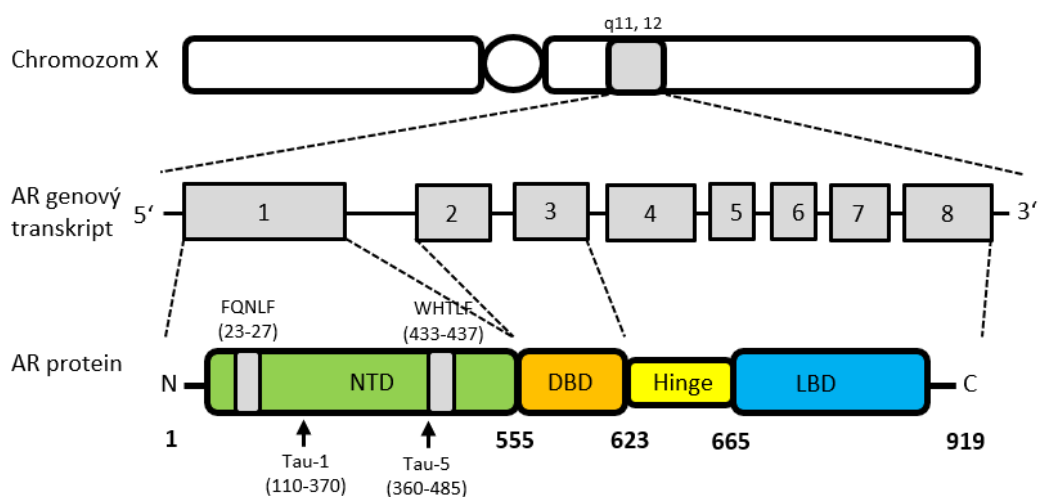 q11, 12
Chromozom X
AR genový
transkript
5‘
1
2
3
4
5
6
7
8
3‘
FQNLF
(23-27)
WHTLF
(433-437)
AR protein
N
NTD
DBD
Hinge
LBD
C
1
555
623
665
919
Tau-1
(110-370)
Tau-5
(360-485)